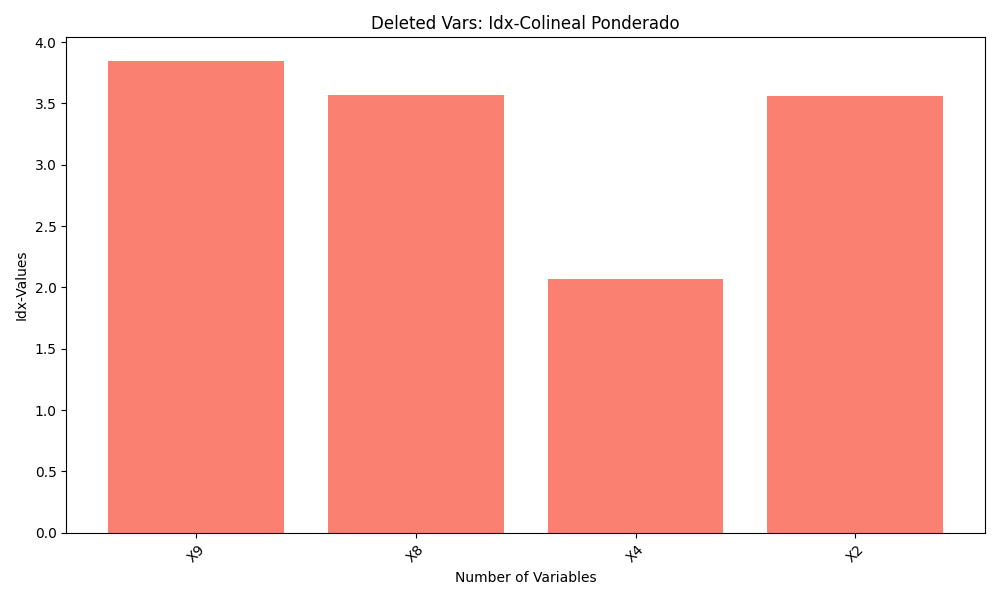 Deleted Vars: Idx-Colineal Ponderado
4.0
3.5
3.0
2.5
2.0
1.5
1.0
0.5
0.0
Idx-Values
X9
X8
X4
X2
Number of Variables